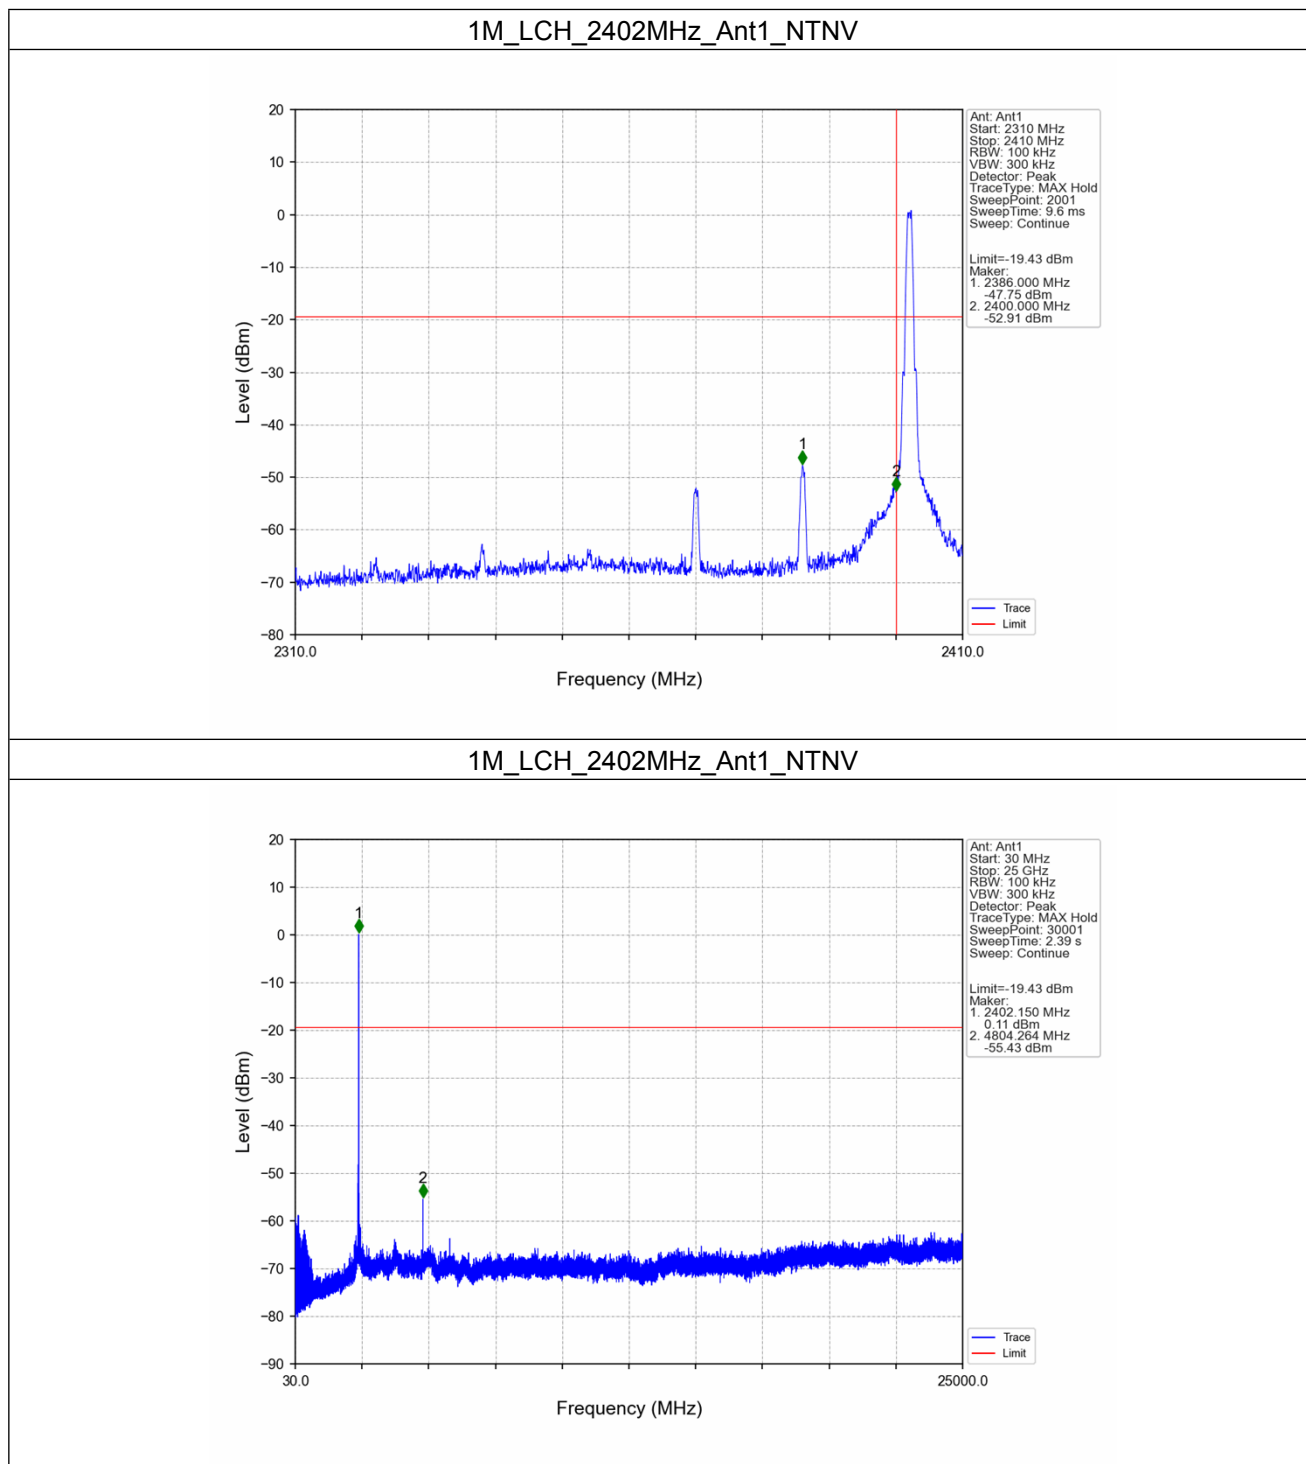 1M_LCH_2402MHz_Ant1_NTNV
20
10
0
−10
−20
−30
−40
−50
−60
−70
−80
Level (dBm)
1
2
2310.0
2410.0
Frequency (MHz)
Ant: Ant1
Start: 2310 MHz
Stop: 2410 MHz
RBW: 100 kHz
VBW: 300 kHz
Detector: Peak
TraceType: MAX Hold
SweepPoint: 2001
SweepTime: 9.6 ms
Sweep: Continue
Limit=-19.43 dBm
Maker:
1. 2386.000 MHz
-47.75 dBm
2. 2400.000 MHz
-52.91 dBm
Trace
Limit
1M_LCH_2402MHz_Ant1_NTNV
20
10
0
−10
−20
−30
−40
−50
−60
−70
−80
−90
Level (dBm)
1
2
30.0
25000.0
Frequency (MHz)
Ant: Ant1
Start: 30 MHz
Stop: 25 GHz
RBW: 100 kHz
VBW: 300 kHz
Detector: Peak
TraceType: MAX Hold
SweepPoint: 30001
SweepTime: 2.39 s
Sweep: Continue
Limit=-19.43 dBm
Maker:
1. 2402.150 MHz
0.11 dBm
2. 4804.264 MHz
-55.43 dBm
Trace
Limit